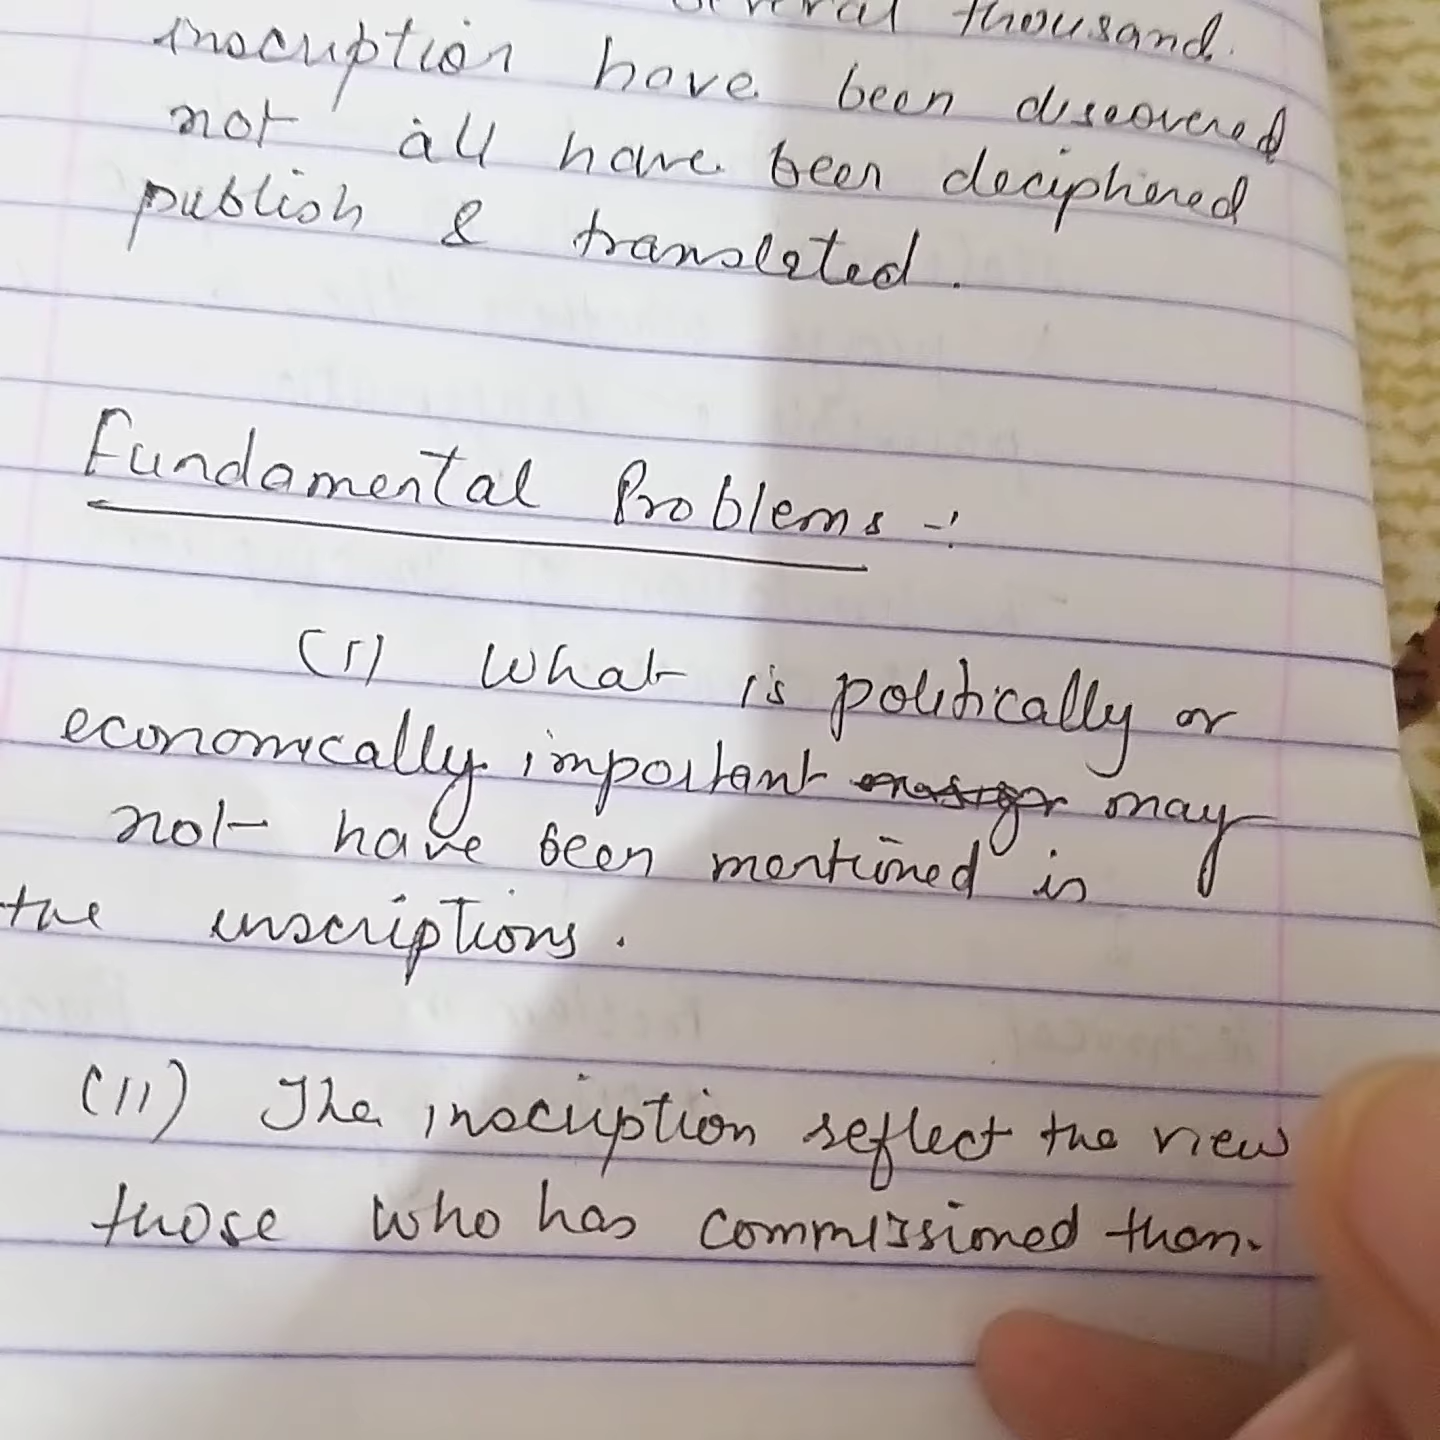 several thousand.
inscription have been discovered
not all have been deciphered
publish & translated.
Fundamental Problems :-
(I) What is politically or
economically important may
not have been mentioned in
the inscriptions.
(II) The inscription reflect the view
those who has commissioned them.